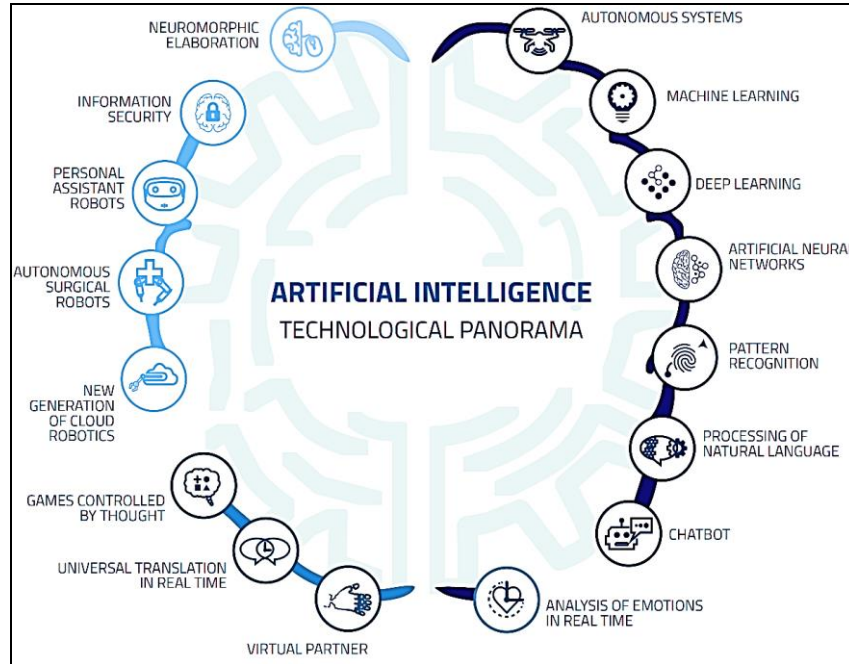 NEUROMORPHIC
ELABORATION
INFORMATION
SECURITY
PERSONAL
ASSISTANT
ROBOTS
AUTONOMOUS
SURGICAL
ROBOTS
NEW
GENERATION
OF CLOUD
ROBOTICS
GAMES CONTROLLED
BY THOUGHT
UNIVERSAL TRANSLATION
IN REAL TIME
VIRTUAL PARTNER
ARTIFICIAL INTELLIGENCE
TECHNOLOGICAL PANORAMA
AUTONOMOUS SYSTEMS
MACHINE LEARNING
DEEP LEARNING
ARTIFICIAL NEURAL
NETWORKS
PATTERN
RECOGNITION
PROCESSING OF
NATURAL LANGUAGE
CHATBOT
ANALYSIS OF EMOTIONS
IN REAL TIME